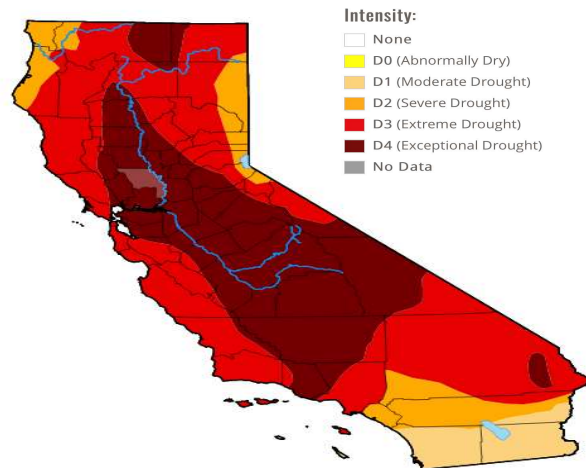 Intensity:
None
D0 (Abnormally Dry)
D1 (Moderate Drought)
D2 (Severe Drought)
D3 (Extreme Drought)
D4 (Exceptional Drought)
No Data